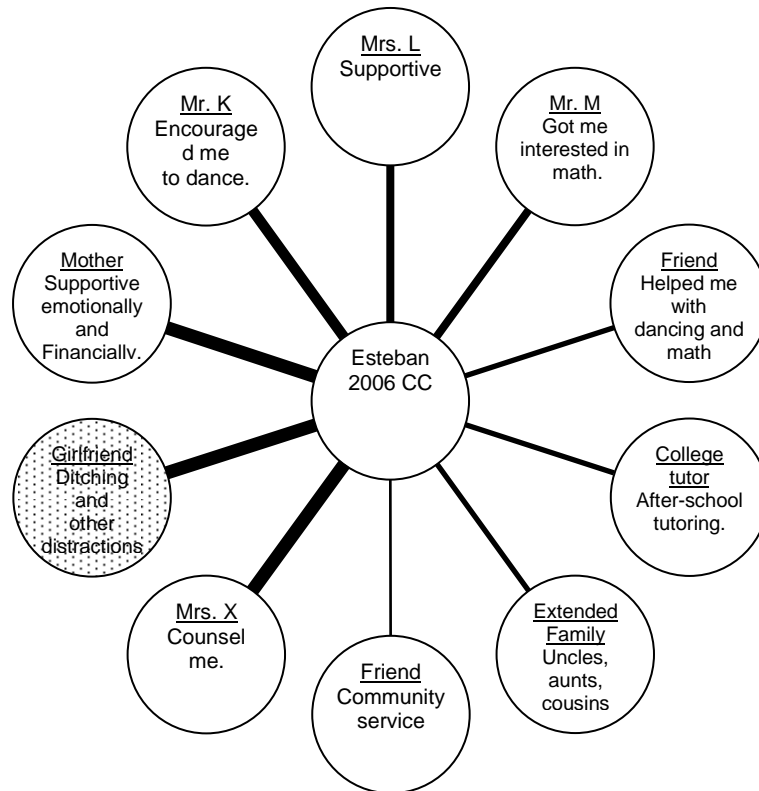 Mrs. L
Supportive
Mr. K
Encourage
d me
to dance.
Mr. M
Got me
interested in
math.
Mother
Supportive
emotionally
and
Financially.
Friend
Helped me
with
dancing and
math
Esteban
2006 CC
Girlfriend
Ditching
and
other
distractions
College
tutor
After-school
tutoring.
Mrs. X
Counsel
me.
Friend
Community
service
Extended
Family
Uncles,
aunts,
cousins